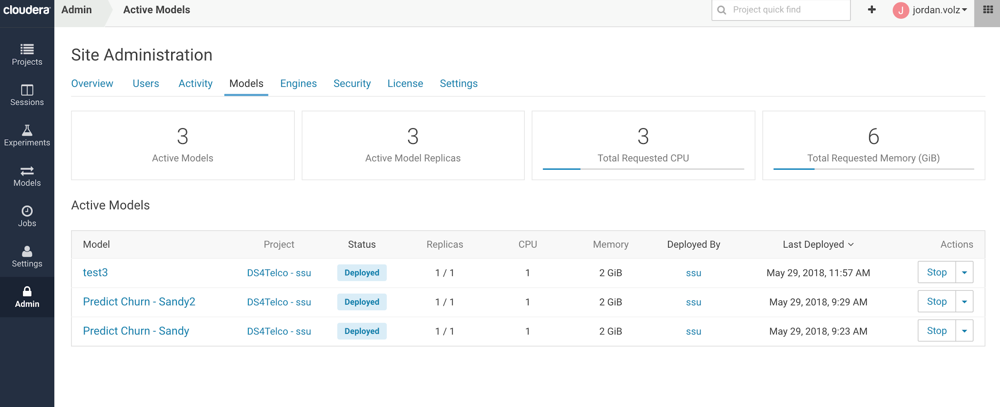 cloudera Admin Active Models Project quick find + J jordan.volz
Projects
Sessions
Experiments
Models
Jobs
Settings
Admin
Site Administration
Overview Users Activity Models Engines Security License Settings
3 3 3 6
Active Models Active Model Replicas Total Requested CPU Total Requested Memory (GiB)
Active Models
Model Project Status Replicas CPU Memory Deployed By Last Deployed Actions
test3 DS4Telco - ssu Deployed 1 / 1 1 2 GiB ssu May 29, 2018, 11:57 AM Stop
Predict Churn - Sandy2 DS4Telco - ssu Deployed 1 / 1 1 2 GiB ssu May 29, 2018, 9:29 AM Stop
Predict Churn - Sandy DS4Telco - ssu Deployed 1 / 1 1 2 GiB ssu May 29, 2018, 9:23 AM Stop